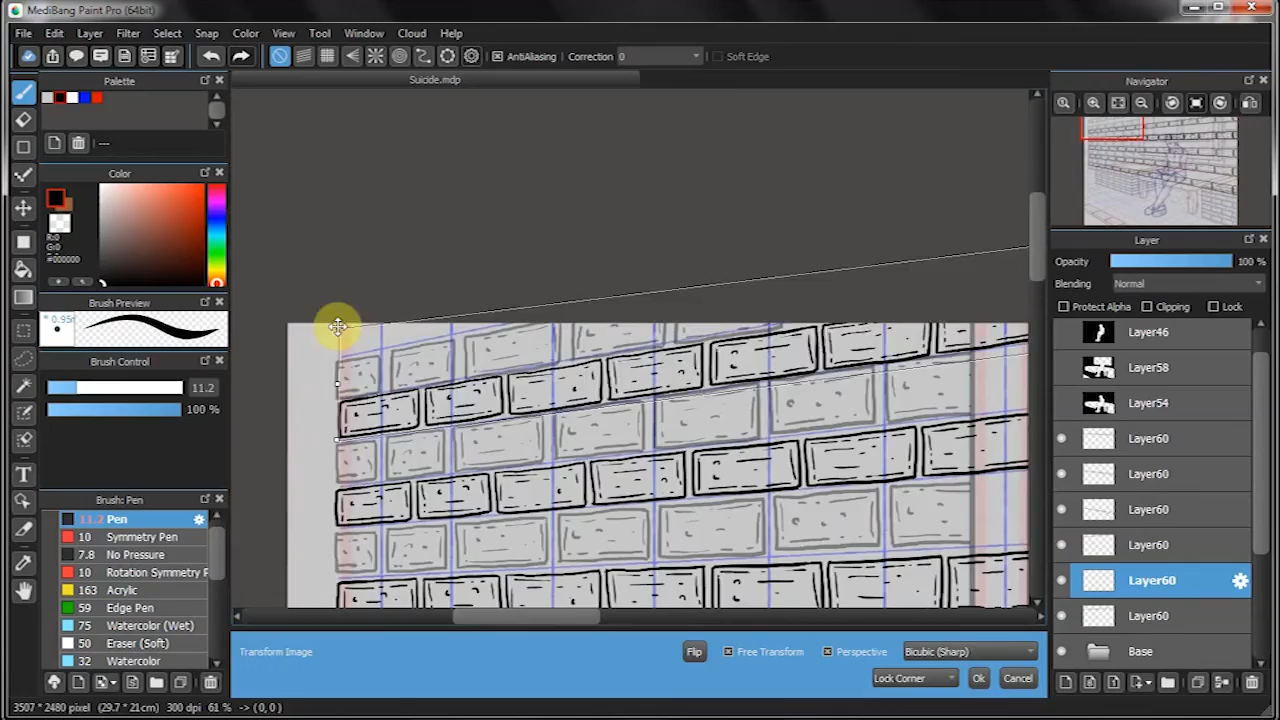 MediBang Paint Pro (64bit)
File Edit Layer Filter Select Snap Color View Tool Window Cloud Help
AntiAliasing Correction 0 Soft Edge
Palette
Suicide.mdp
Navigator
---
Color
R:0
G:0
#000000
Layer
Opacity 100 %
Blending Normal
Protect Alpha Clipping Lock
Brush Preview
* 0.95
Brush Control
11.2
100 %
Layer46
Layer58
Layer54
Layer60
Layer60
Layer60
Layer60
Layer60
Layer60
Base
Brush: Pen
11.2 Pen
10 Symmetry Pen
7.8 No Pressure
10 Rotation Symmetry P
163 Acrylic
59 Edge Pen
75 Watercolor (Wet)
50 Eraser (Soft)
32 Watercolor
T
Transform Image
Flip Free Transform Perspective Bicubic (Sharp)
Lock Corner Ok Cancel
3507 * 2480 pixel (29.7 * 21cm) 300 dpi 61 % -> ( 0, 0 )